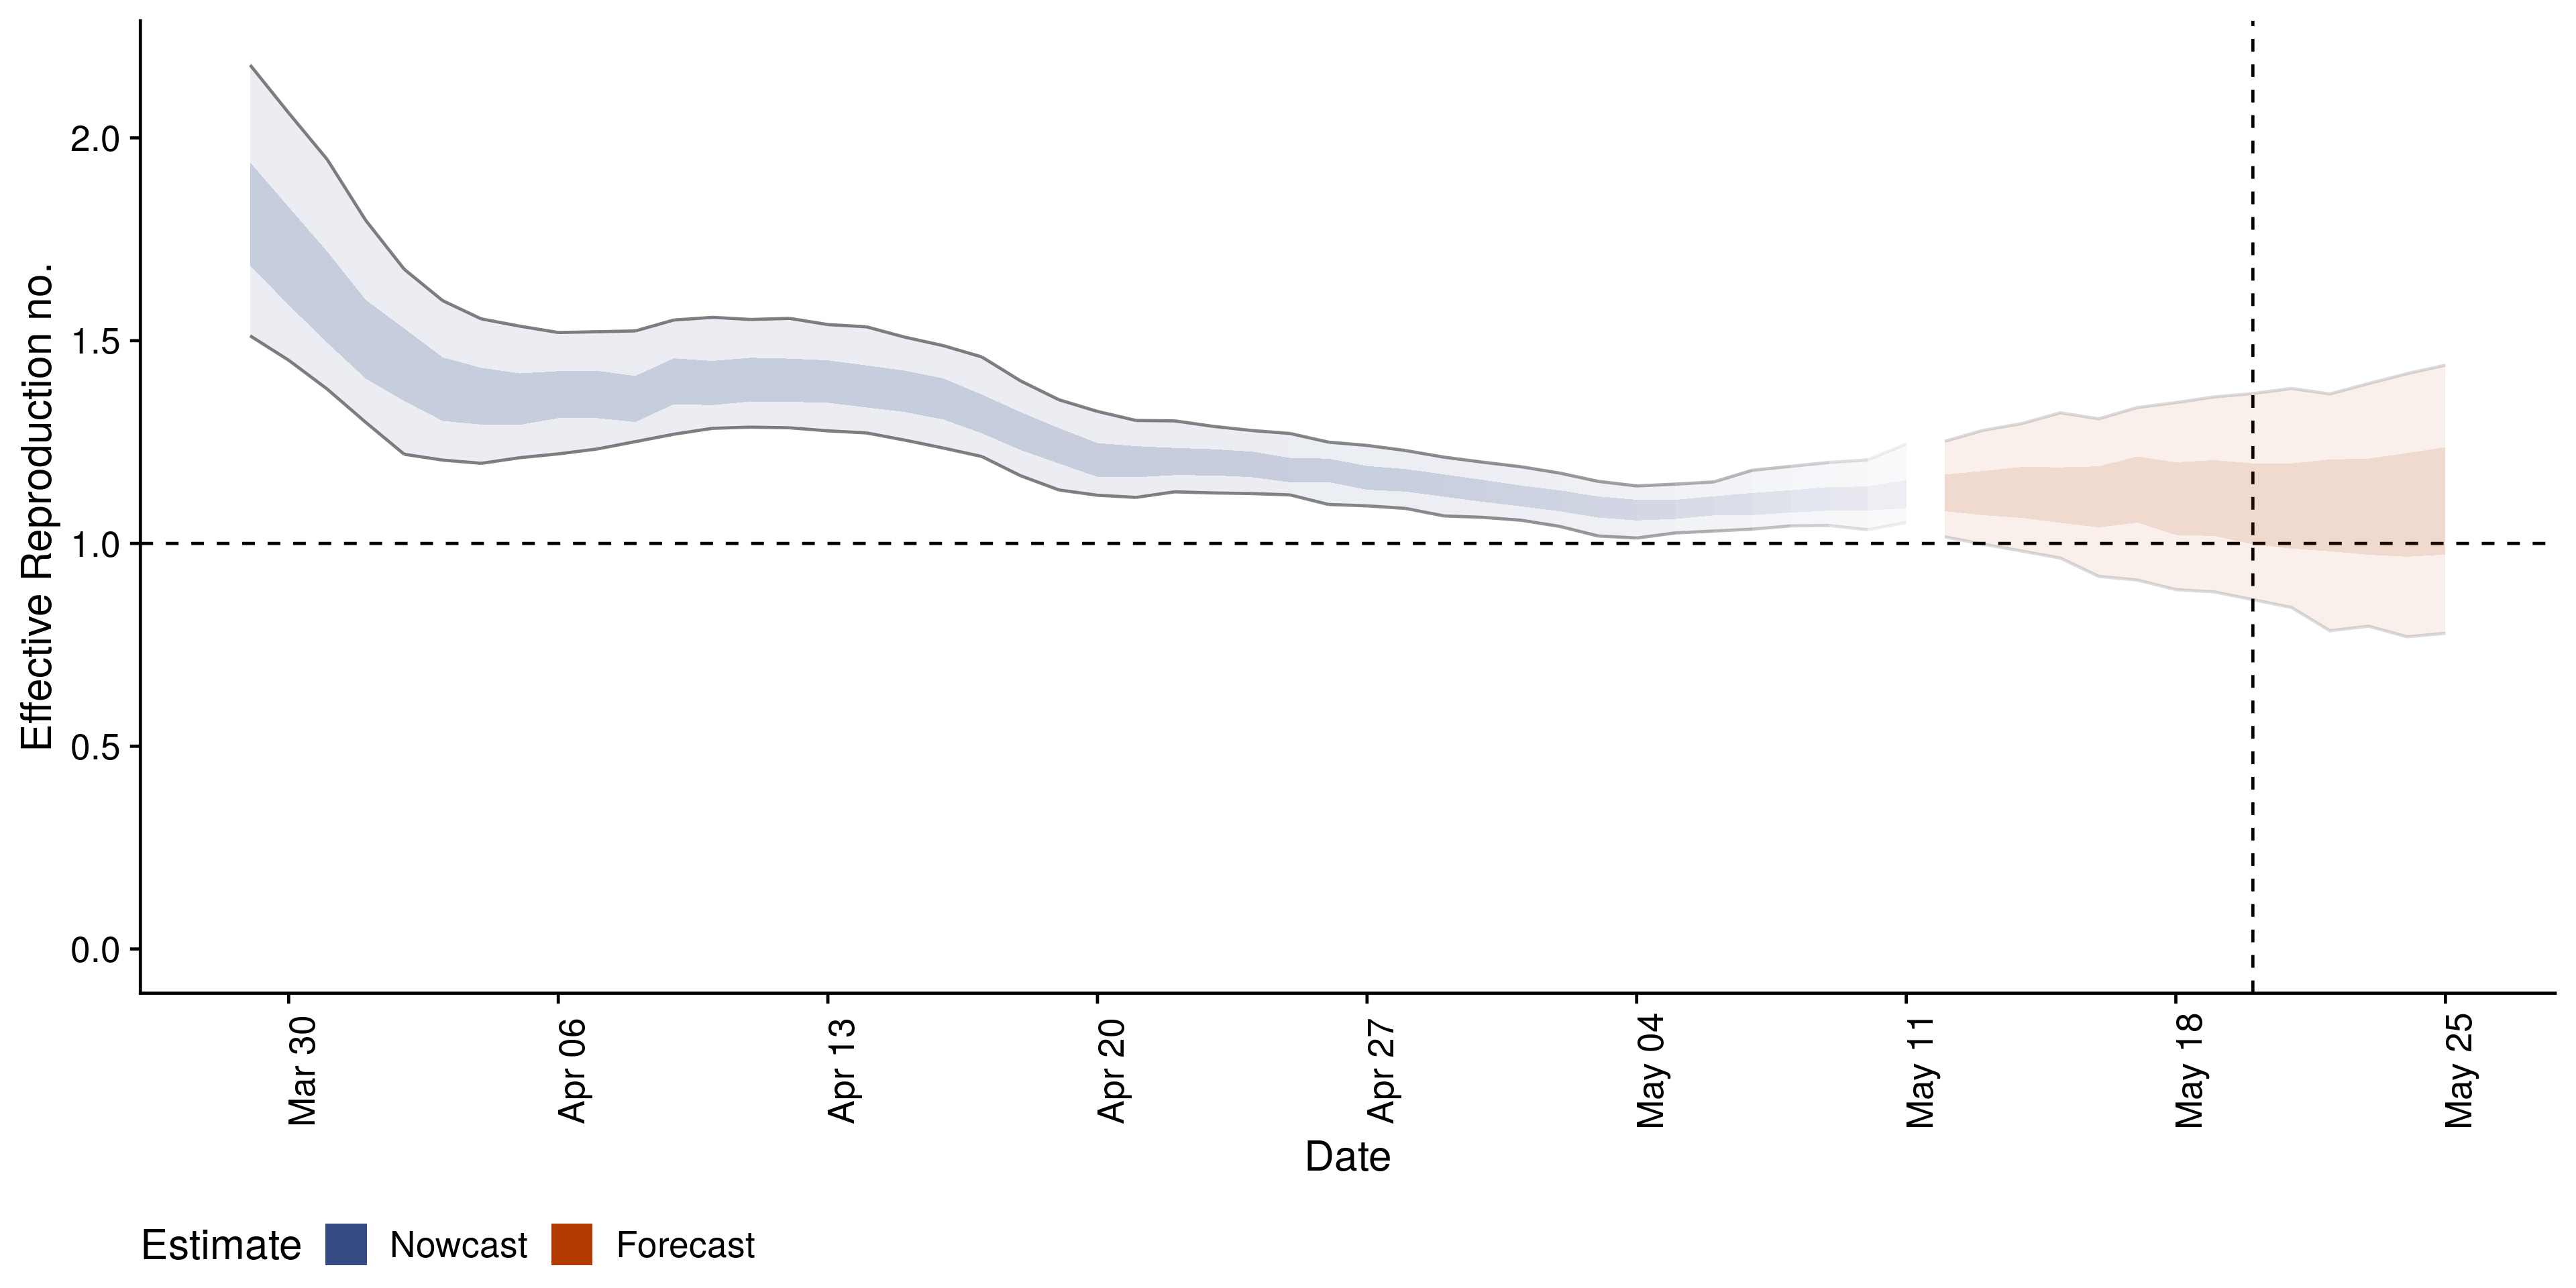 Effective Reproduction no.
2.0
1.5
1.0
0.5
0.0
Mar 30
Apr 06
Apr 13
Apr 20
Apr 27
May 04
May 11
May 18
May 25
Date
Estimate Nowcast Forecast